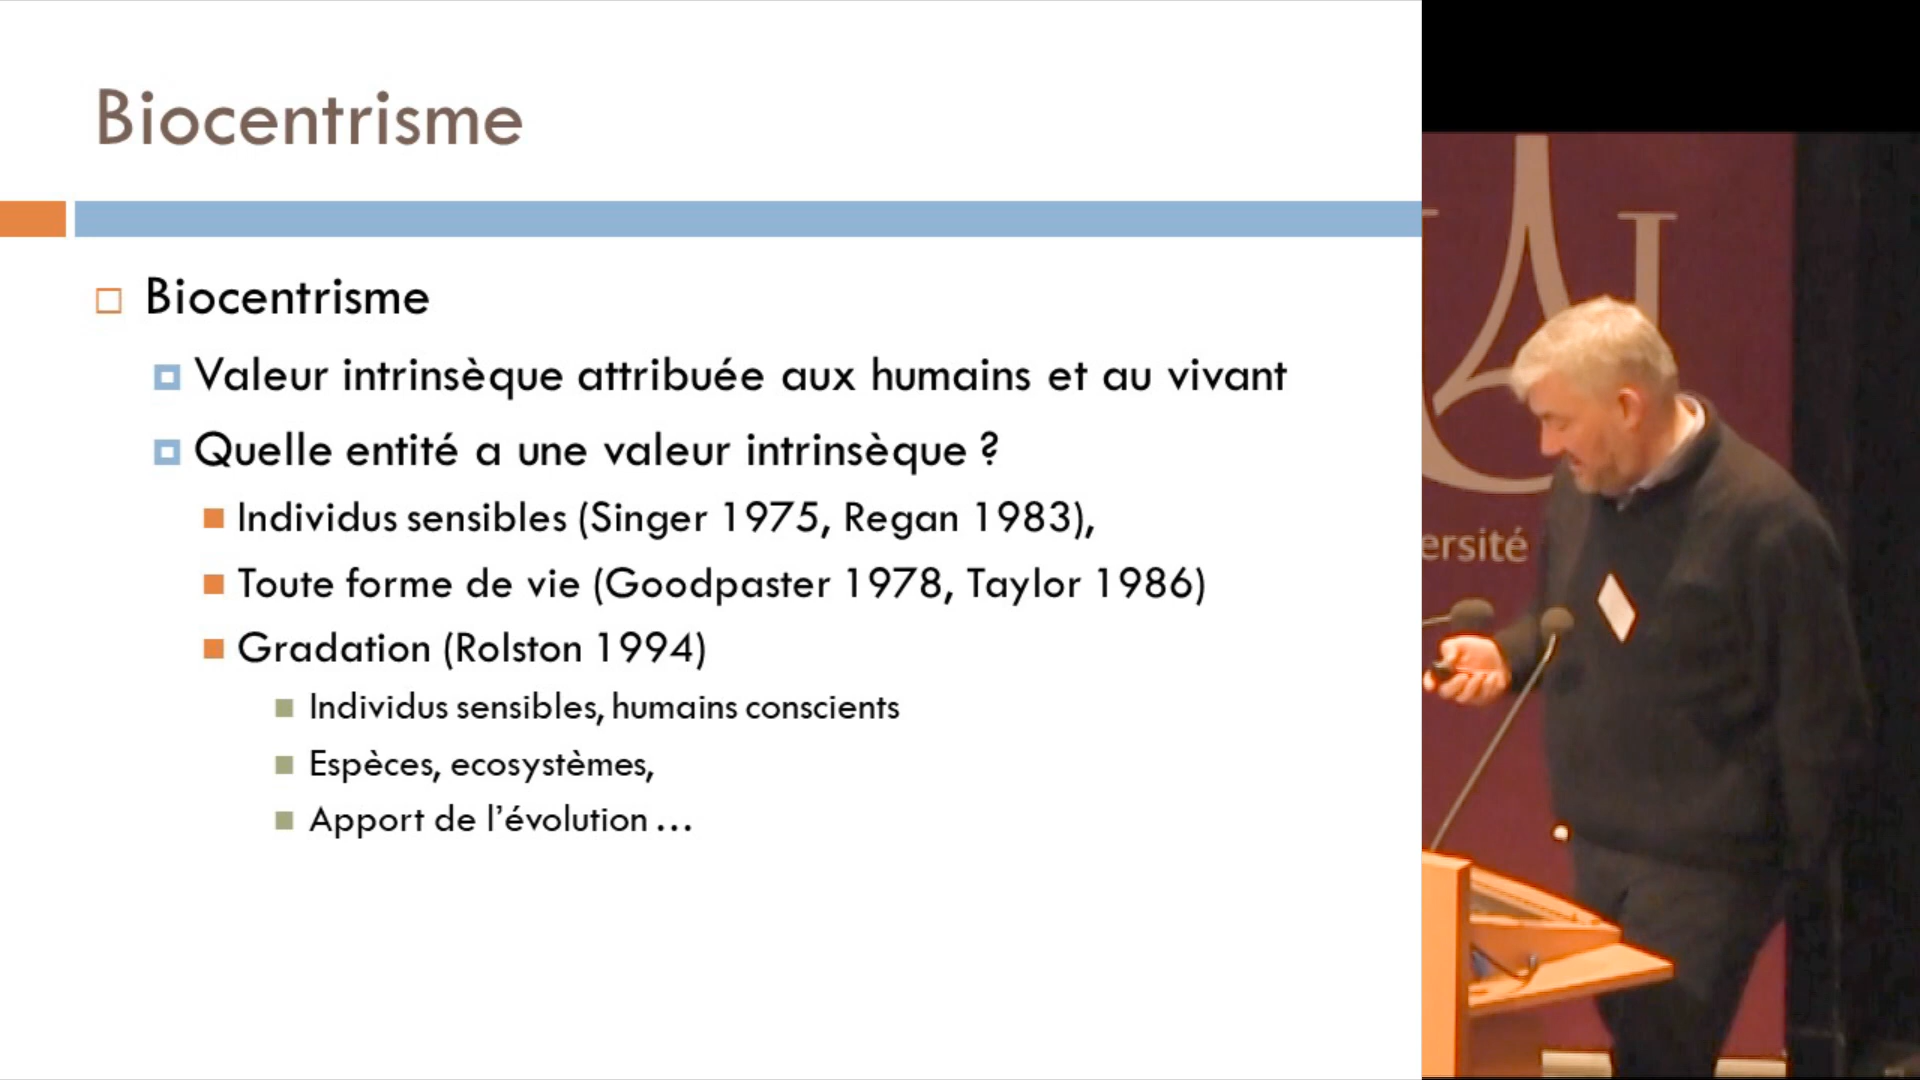 Biocentrisme
Biocentrisme
Valeur intrinsèque attribuée aux humains et au vivant
Quelle entité a une valeur intrinsèque ?
Individus sensibles (Singer 1975, Regan 1983),
Toute forme de vie (Goodpaster 1978, Taylor 1986)
Gradation (Rolston 1994)
Individus sensibles, humains conscients
Espèces, ecosystèmes,
Apport de l'évolution ...
ersité